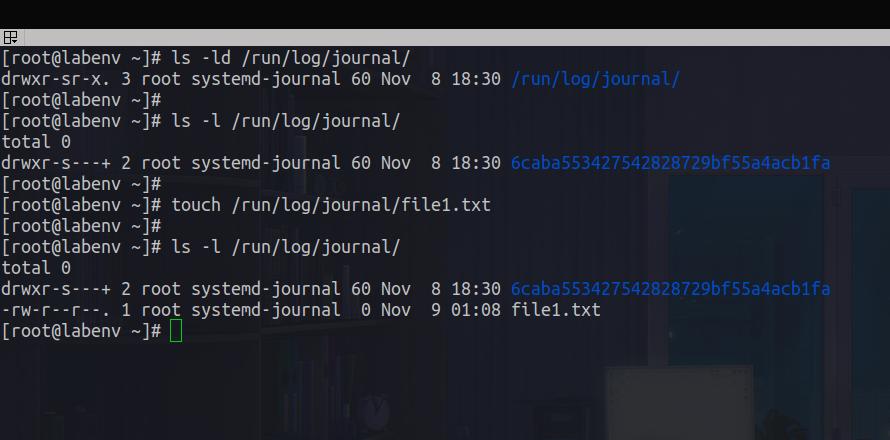 [root@labenv ~]# ls -ld /run/log/journal/
drwxr-sr-x. 3 root systemd-journal 60 Nov  8 18:30 /run/log/journal/
[root@labenv ~]#
[root@labenv ~]# ls -l /run/log/journal/
total 0
drwxr-s---+ 2 root systemd-journal 60 Nov  8 18:30 6caba553427542828729bf55a4acb1fa
[root@labenv ~]#
[root@labenv ~]# touch /run/log/journal/file1.txt
[root@labenv ~]#
[root@labenv ~]# ls -l /run/log/journal/
total 0
drwxr-s---+ 2 root systemd-journal 60 Nov  8 18:30 6caba553427542828729bf55a4acb1fa
-rw-r--r--. 1 root systemd-journal  0 Nov  9 01:08 file1.txt
[root@labenv ~]#